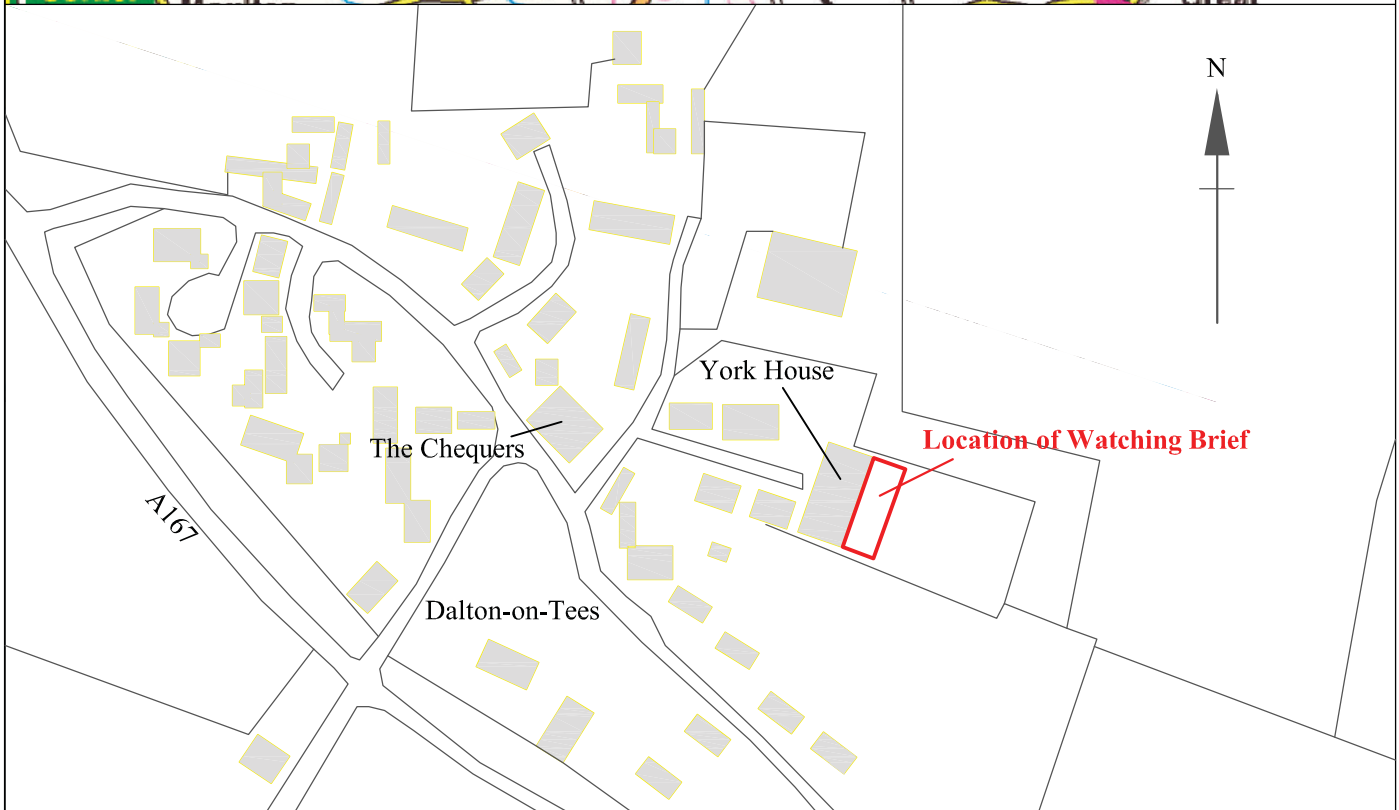 N
York House
Location of Watching Brief
The Chequers
A167
Dalton-on-Tees